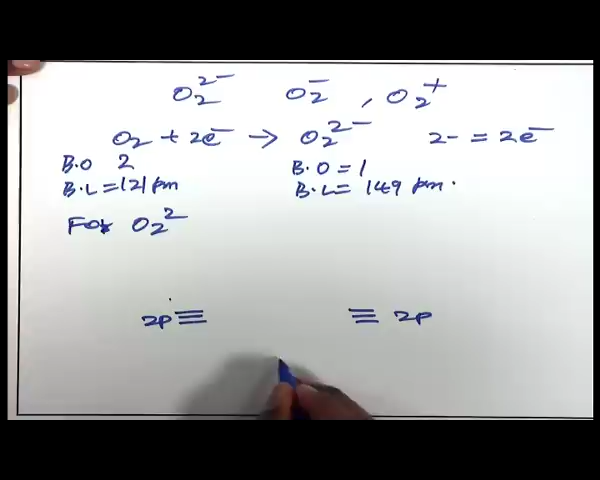 O₂²⁻ O₂⁻ , O₂⁺
O₂ + 2e⁻ → O₂²⁻ 2- = 2e⁻
B.O 2 B.O = 1
B.L = 121 pm B.L = 149 pm.
For O₂²
2p ≡ ≡ 2p